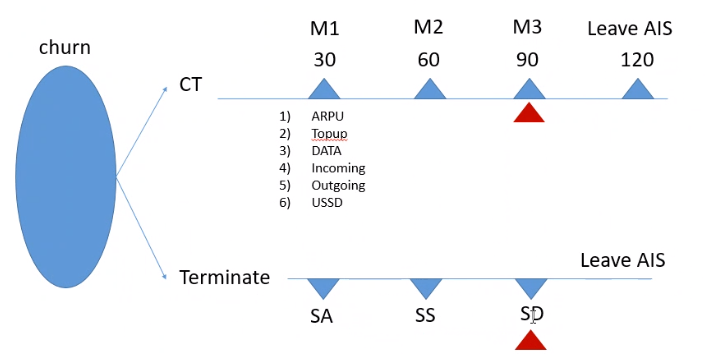 M1 M2 M3 Leave AIS
churn
30 60 90 120
CT
1) ARPU
2) Topup
3) DATA
4) Incoming
5) Outgoing
6) USSD
Leave AIS
Terminate
SA SS SD